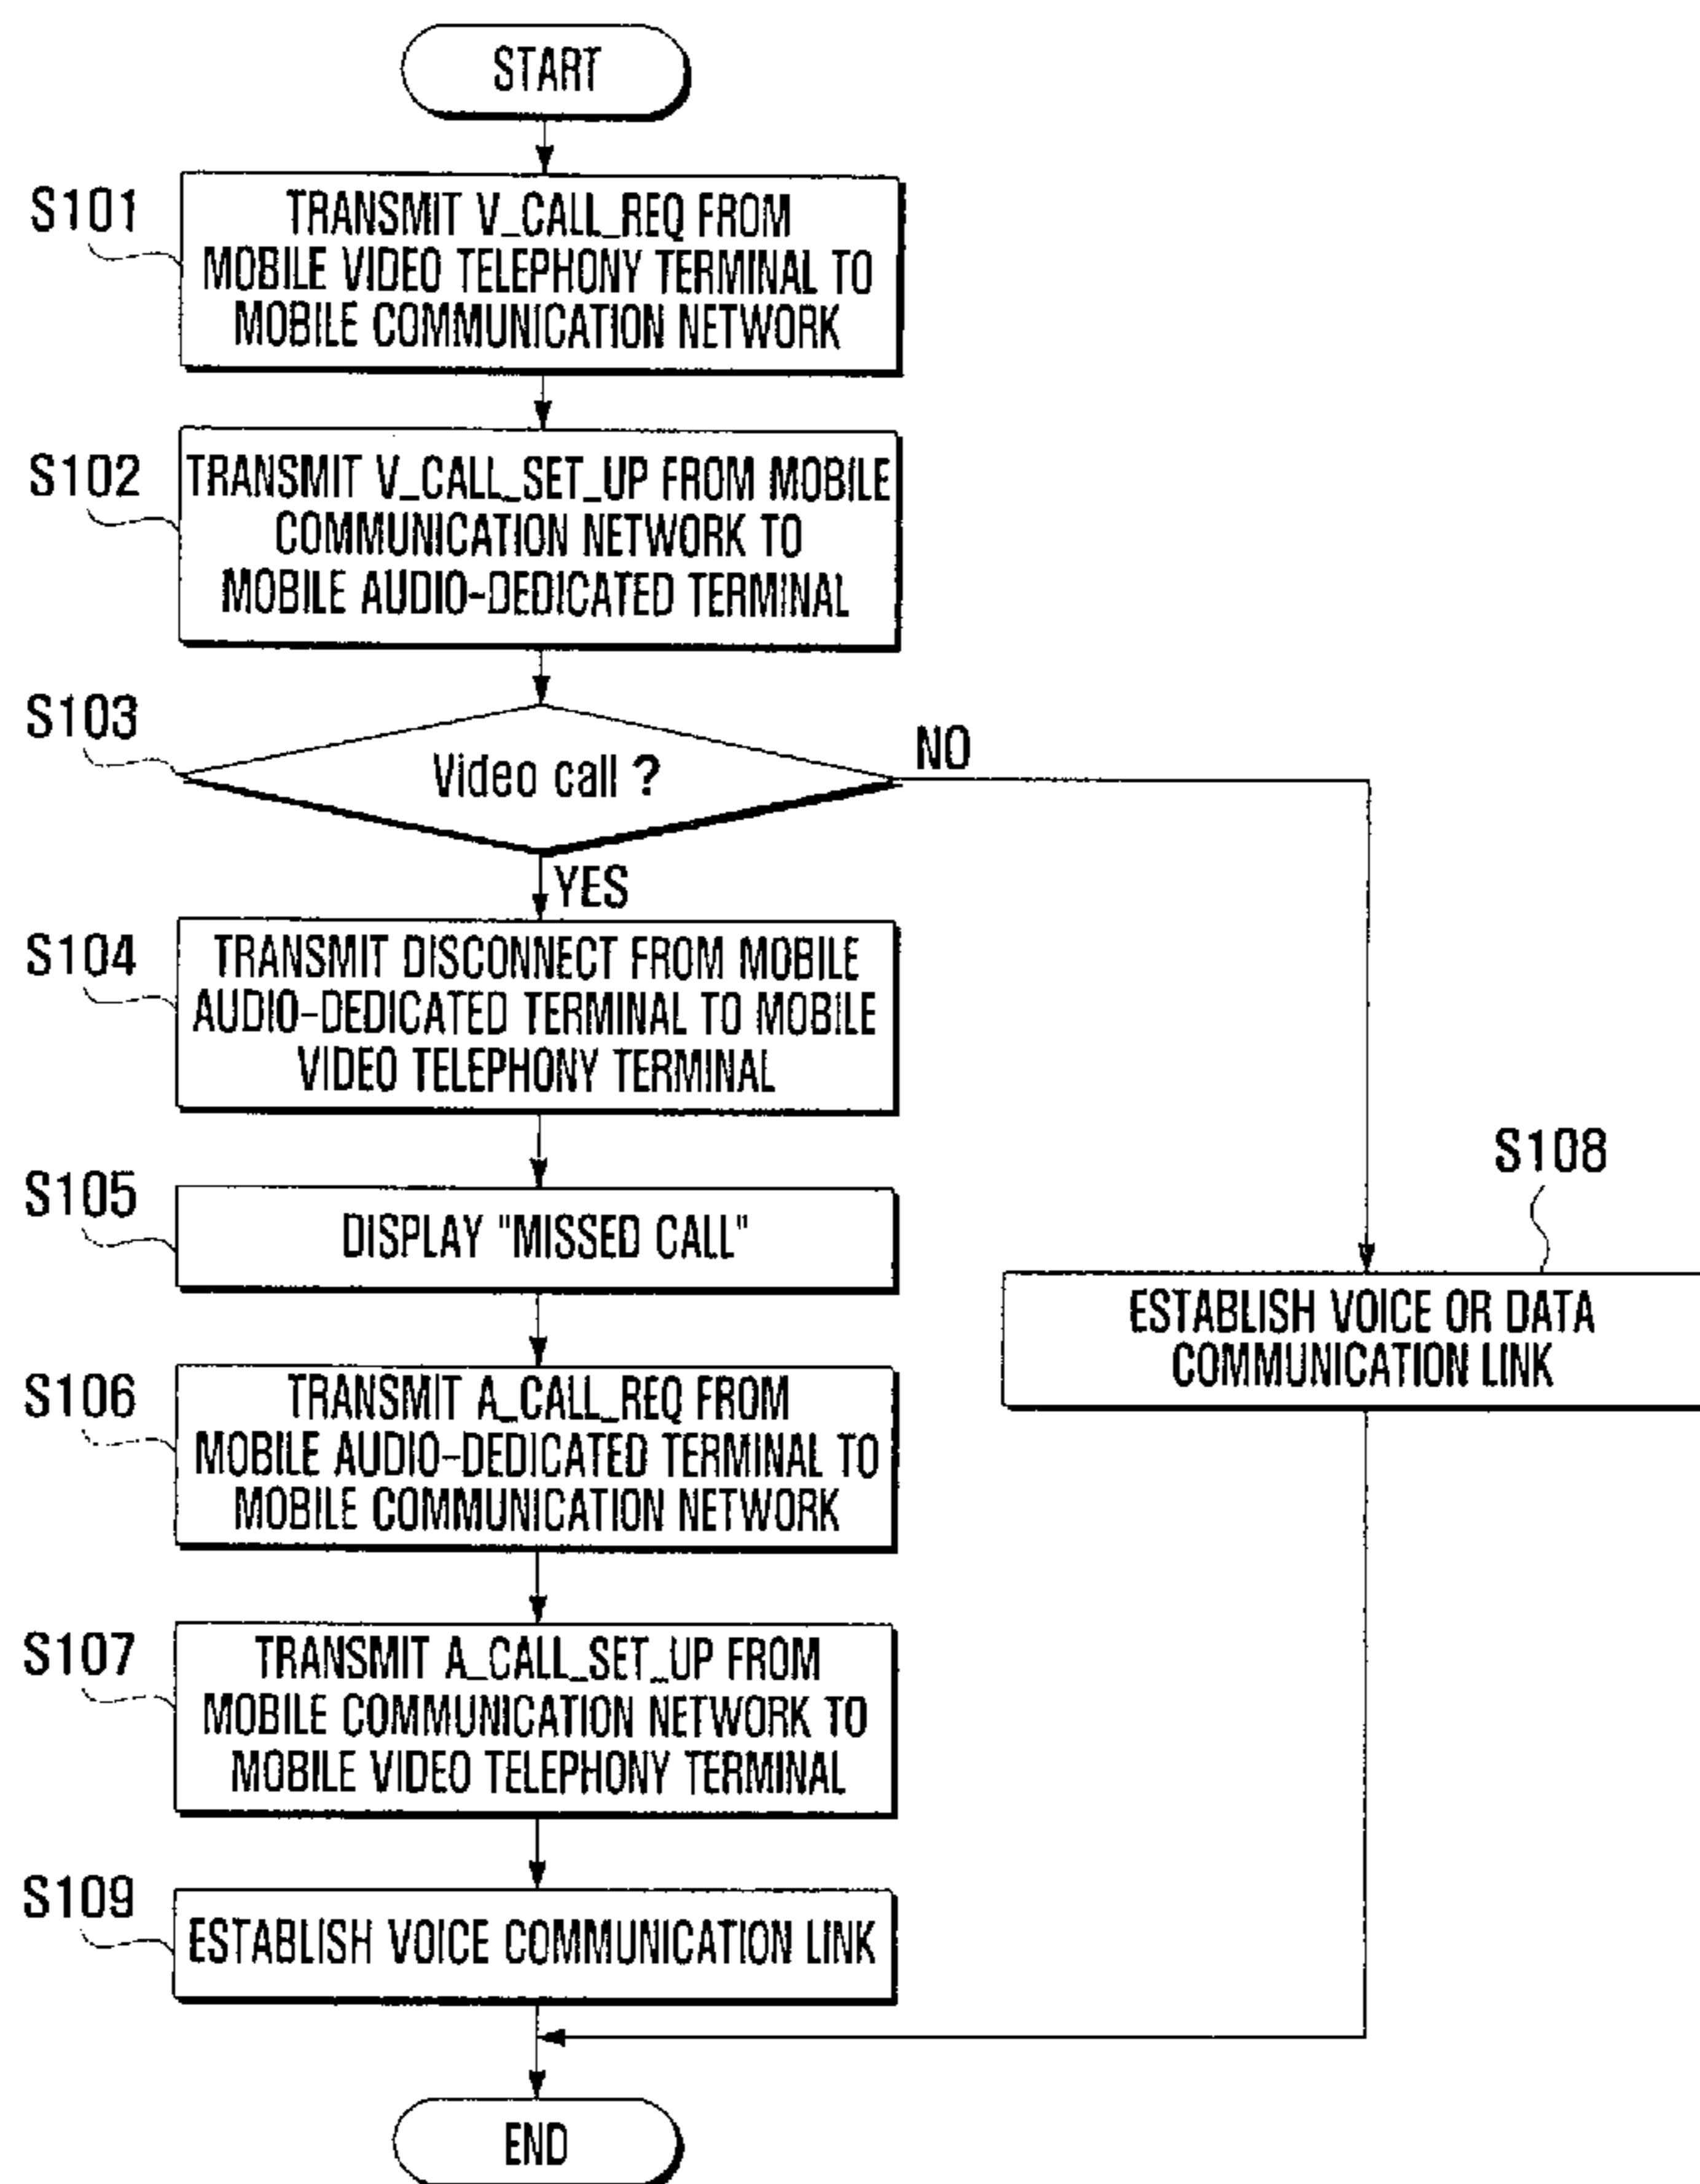 START
S101
TRANSMIT V_CALL_REQ FROM
MOBILE VIDEO TELEPHONY TERMINAL TO
MOBILE COMMUNICATION NETWORK
S102
TRANSMIT V_CALL_SET_UP FROM MOBILE
COMMUNICATION NETWORK TO
MOBILE AUDIO-DEDICATED TERMINAL
S103
Video call ?
NO
YES
S104
TRANSMIT DISCONNECT FROM MOBILE
AUDIO-DEDICATED TERMINAL TO MOBILE
VIDEO TELEPHONY TERMINAL
S105
DISPLAY "MISSED CALL"
S108
ESTABLISH VOICE OR DATA
COMMUNICATION LINK
S106
TRANSMIT A_CALL_REQ FROM
MOBILE AUDIO-DEDICATED TERMINAL TO
MOBILE COMMUNICATION NETWORK
S107
TRANSMIT A_CALL_SET_UP FROM
MOBILE COMMUNICATION NETWORK TO
MOBILE VIDEO TELEPHONY TERMINAL
S109
ESTABLISH VOICE COMMUNICATION LINK
END